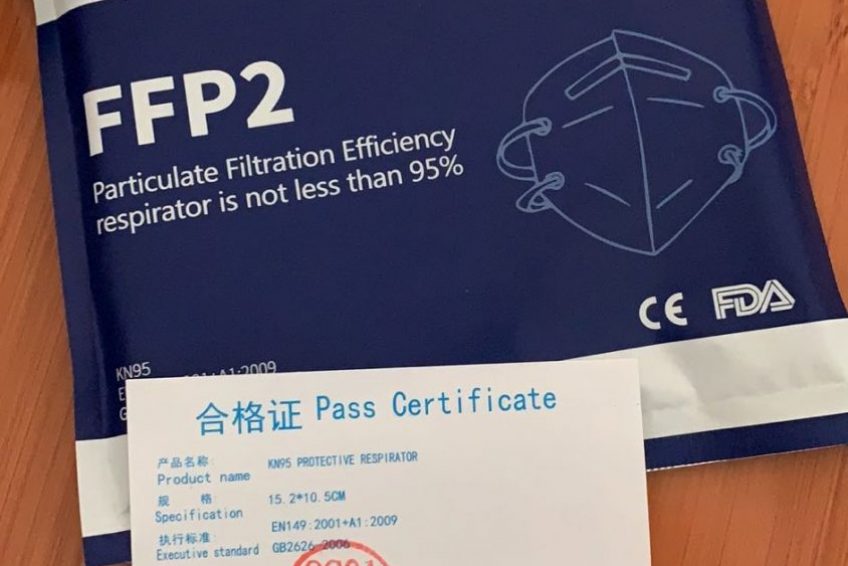 FFP2
Particulate Filtration Efficiency
respirator is not less than 95%
CE FDA
KN95
+A1:2009
合格证 Pass Certificate
产品名称: KN95 PROTECTIVE RESPIRATOR
Product name
规 格: 15.2*10.5CM
Specification
执行标准: EN149:2001+A1:2009
Executive standard GB2626-2006